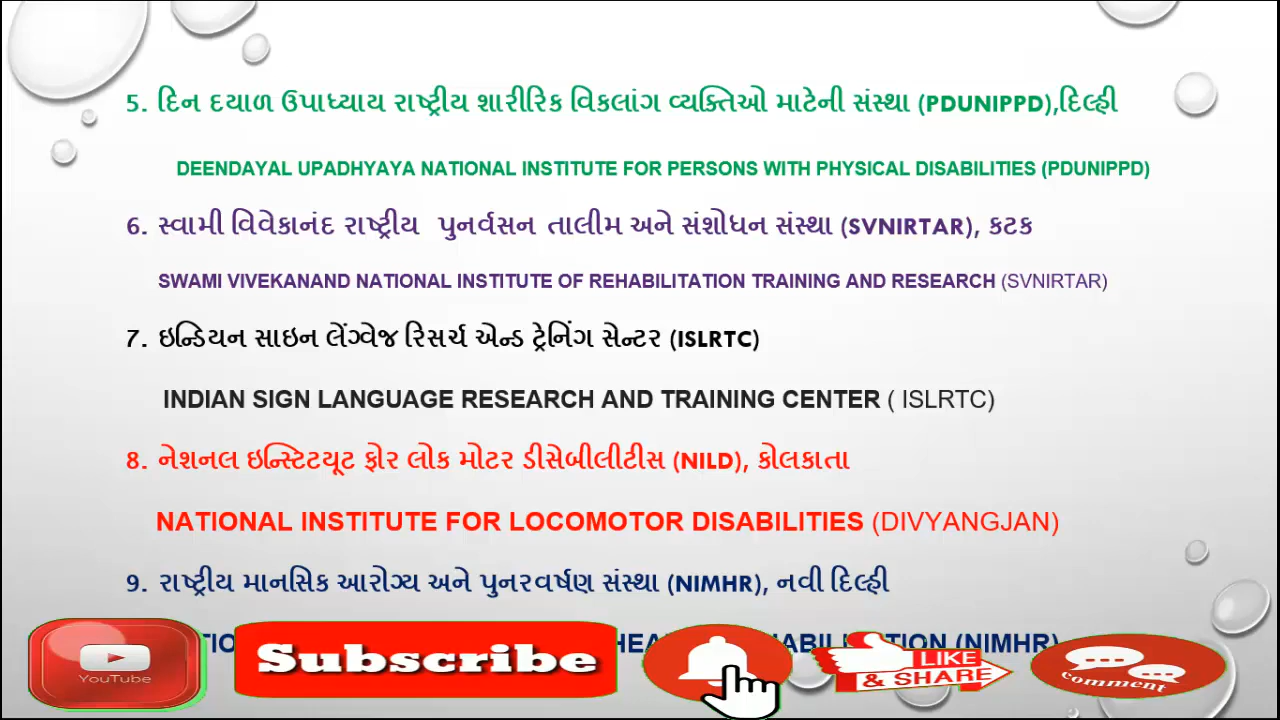 5. દિન દયાળ ઉપાધ્યાય રાષ્ટ્રીય શારીરિક વિકલાંગ વ્યક્તિઓ માટેની સંસ્થા (PDUNIPPD),દિલ્હી
DEENDAYAL UPADHYAYA NATIONAL INSTITUTE FOR PERSONS WITH PHYSICAL DISABILITIES (PDUNIPPD)
6. સ્વામી વિવેકાનંદ રાષ્ટ્રીય પુનર્વસન તાલીમ અને સંશોધન સંસ્થા (SVNIRTAR), કટક
SWAMI VIVEKANAND NATIONAL INSTITUTE OF REHABILITATION TRAINING AND RESEARCH (SVNIRTAR)
7. ઇન્ડિયન સાઇન લેંગ્વેજ રિસર્ચ એન્ડ ટ્રેનિંગ સેન્ટર (ISLRTC)
INDIAN SIGN LANGUAGE RESEARCH AND TRAINING CENTER ( ISLRTC)
8. નેશનલ ઇન્સ્ટિટયૂટ ફોર લોક મોટર ડીસેબીલીટીસ (NILD), કોલકાતા
NATIONAL INSTITUTE FOR LOCOMOTOR DISABILITIES (DIVYANGJAN)
9. રાષ્ટ્રીય માનસિક આરોગ્ય અને પુનરવર્ષણ સંસ્થા (NIMHR), નવી દિલ્હી
(NIMHR)
YouTube
Subscribe
LIKE
& SHARE
comment